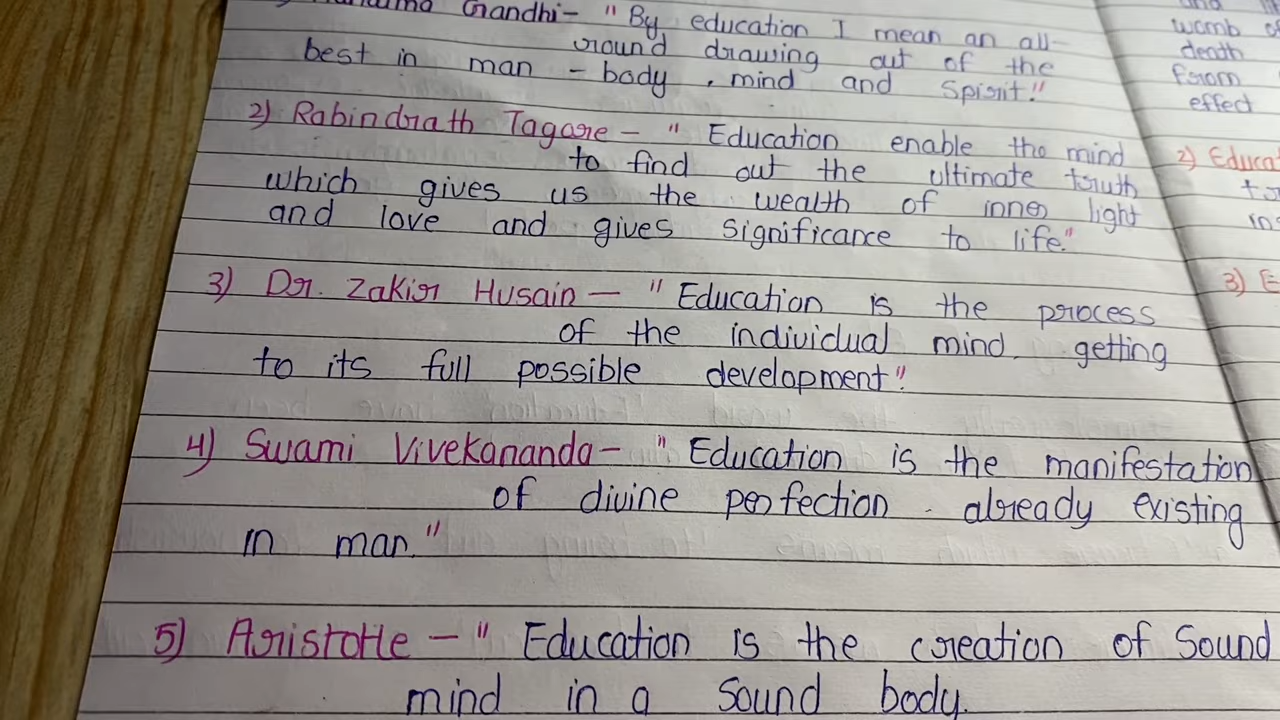 Gandhi- "By education I mean an all-
round drawing out of the
best in man - body, mind and Spirit."
2) Rabindrath Tagore - " Education enable the mind
to find out the ultimate truth
which gives us the wealth of inner light
and love and gives significance to life."
3) Dr. Zakir Husain - " Education is the process
of the individual mind getting
to its full possible development".
4) Swami Vivekananda- " Education is the manifestation
of divine perfection already existing
in man."
5) Aristotle - " Education is the creation of Sound
mind in a Sound body.
womb
death
from
effect
2)
3)